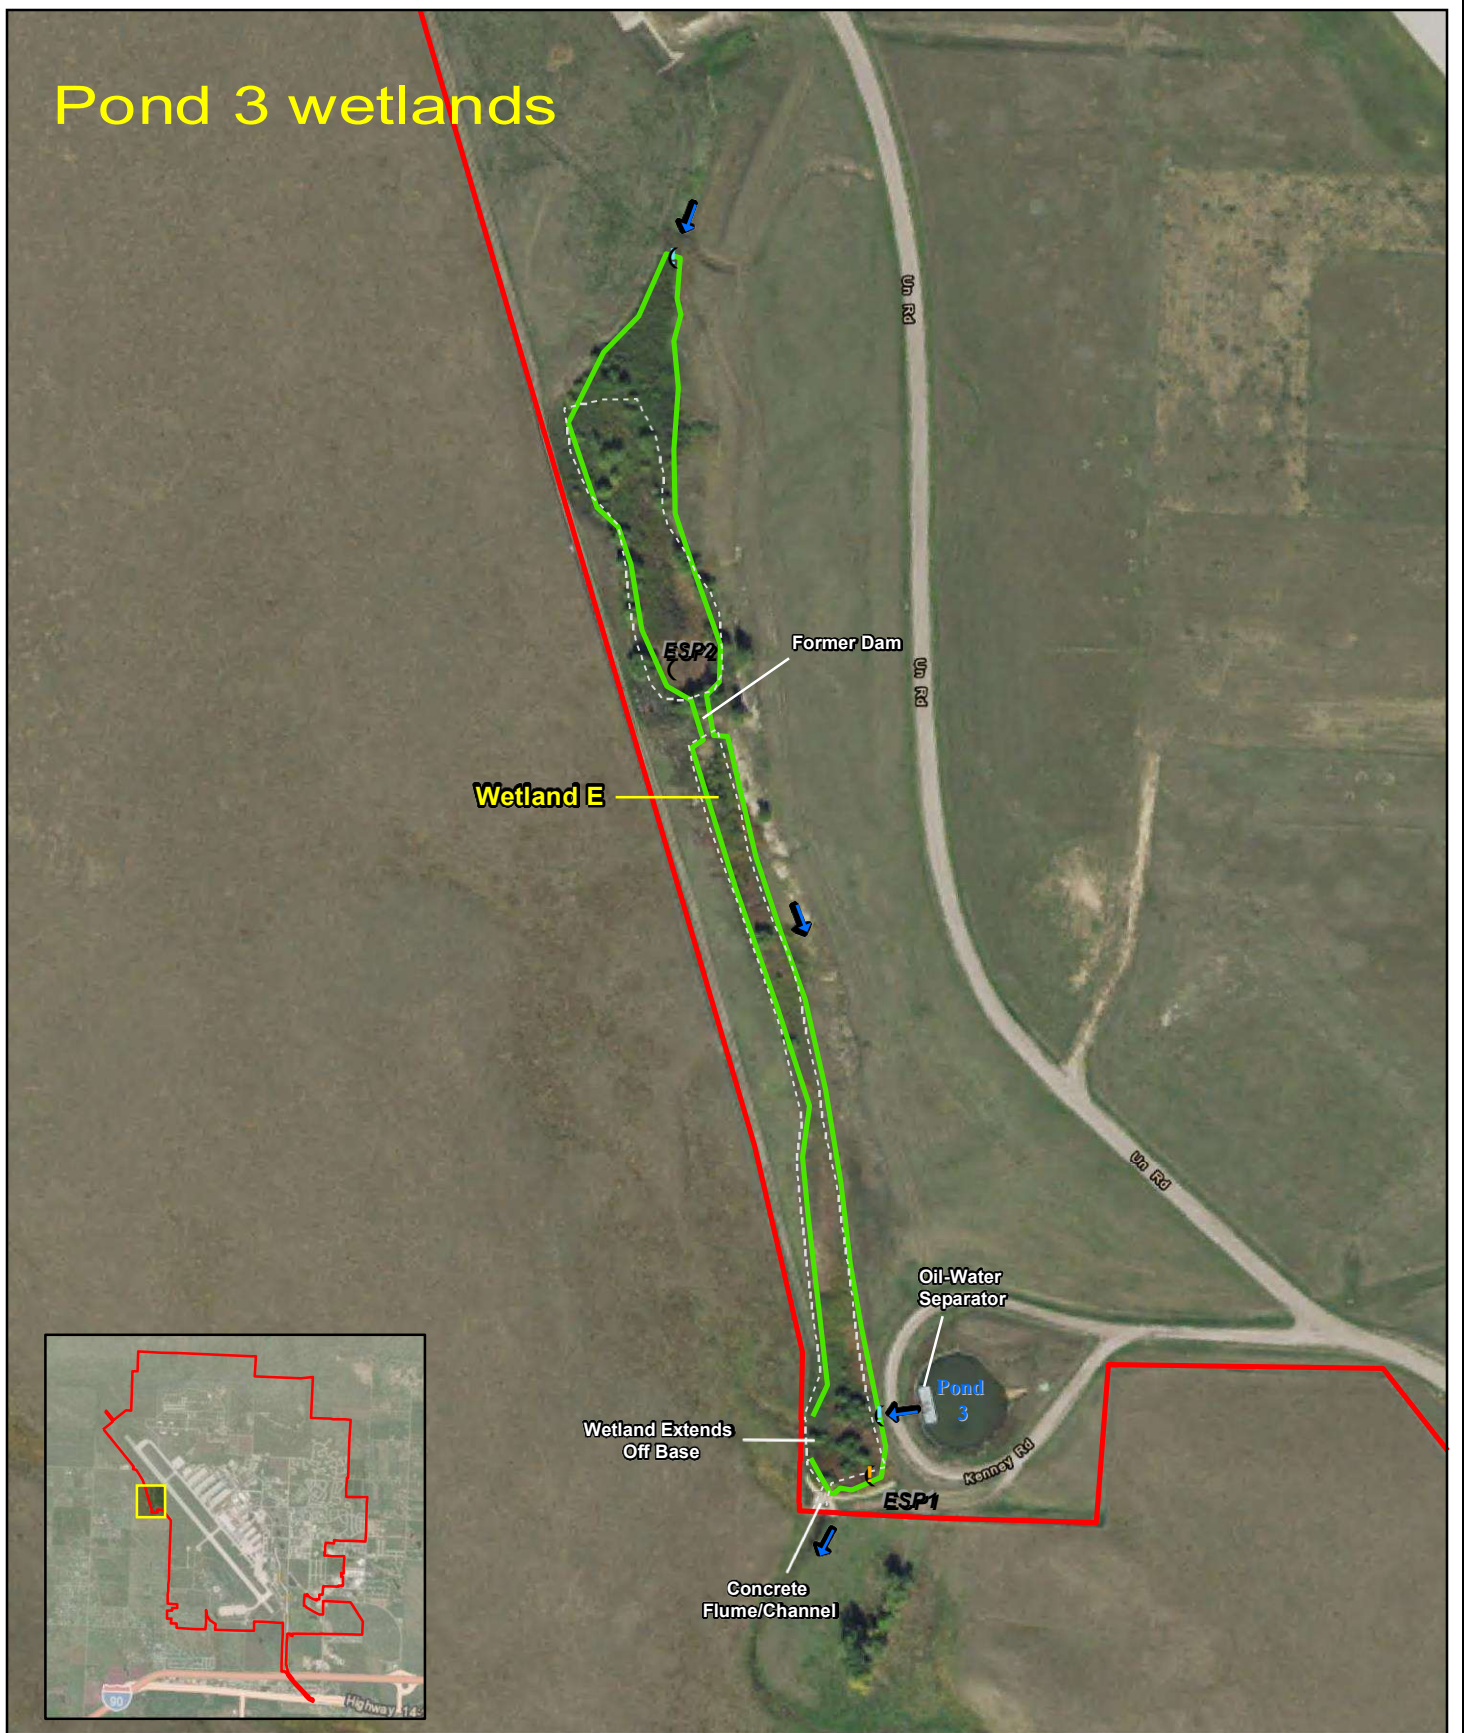 Pond 3 wetlands
Un Rd
ESP2
Former Dam
Un Rd
Wetland E
Un Rd
Oil-Water
Separator
Pond
3
Wetland Extends
Off Base
Kenney Rd
ESP1
Concrete
Flume/Channel
90
Highway 14-